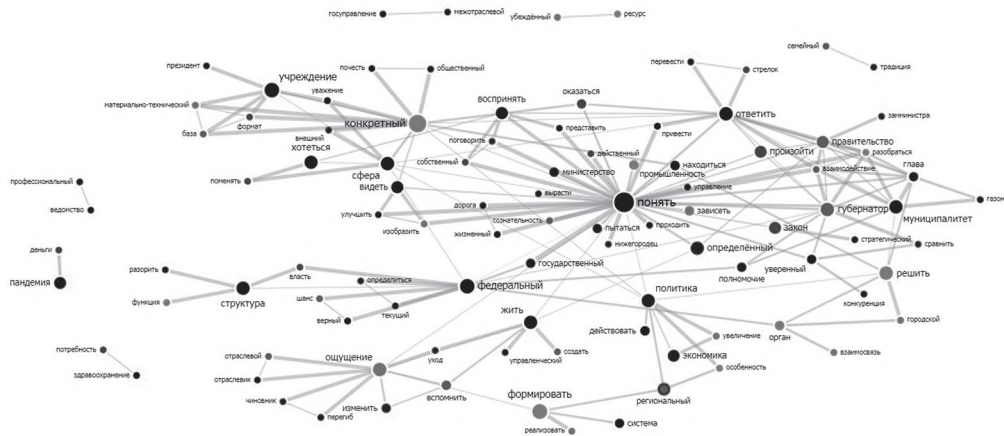 госуправление
межотраслевой
убеждённый
ресурс
семейный
традиция
президент
учреждение
почесть
общественный
перевести
стрелок
уважение
материально-технический
формат
база
конкретный
воспринять
оказаться
ответить
внешний
хотеться
представить
привести
замминистра
поговорить
произойти
правительство
разобраться
собственный
действенный
находиться
глава
взаимодействие
сфера
министерство
промышленность
поменять
видеть
управление
профессиональный
вырасти
понять
газон
ведомство
дорога
зависеть
губернатор
муниципалитет
улучшить
сознательность
проходить
изобразить
жизненный
пытаться
закон
нижегородец
определённый
стратегический
сравнить
деньги
государственный
полномочие
уверенный
решить
пандемия
разорить
власть
определиться
федеральный
структура
функция
шанс
текущий
политика
конкуренция
верный
жить
действовать
увеличение
орган
городской
потребность
отраслевой
ощущение
уход
управленческий
создать
экономика
взаимосвязь
здравоохранение
отраслевик
особенность
чиновник
вспомнить
региональный
перегиб
изменить
формировать
реализовать
система